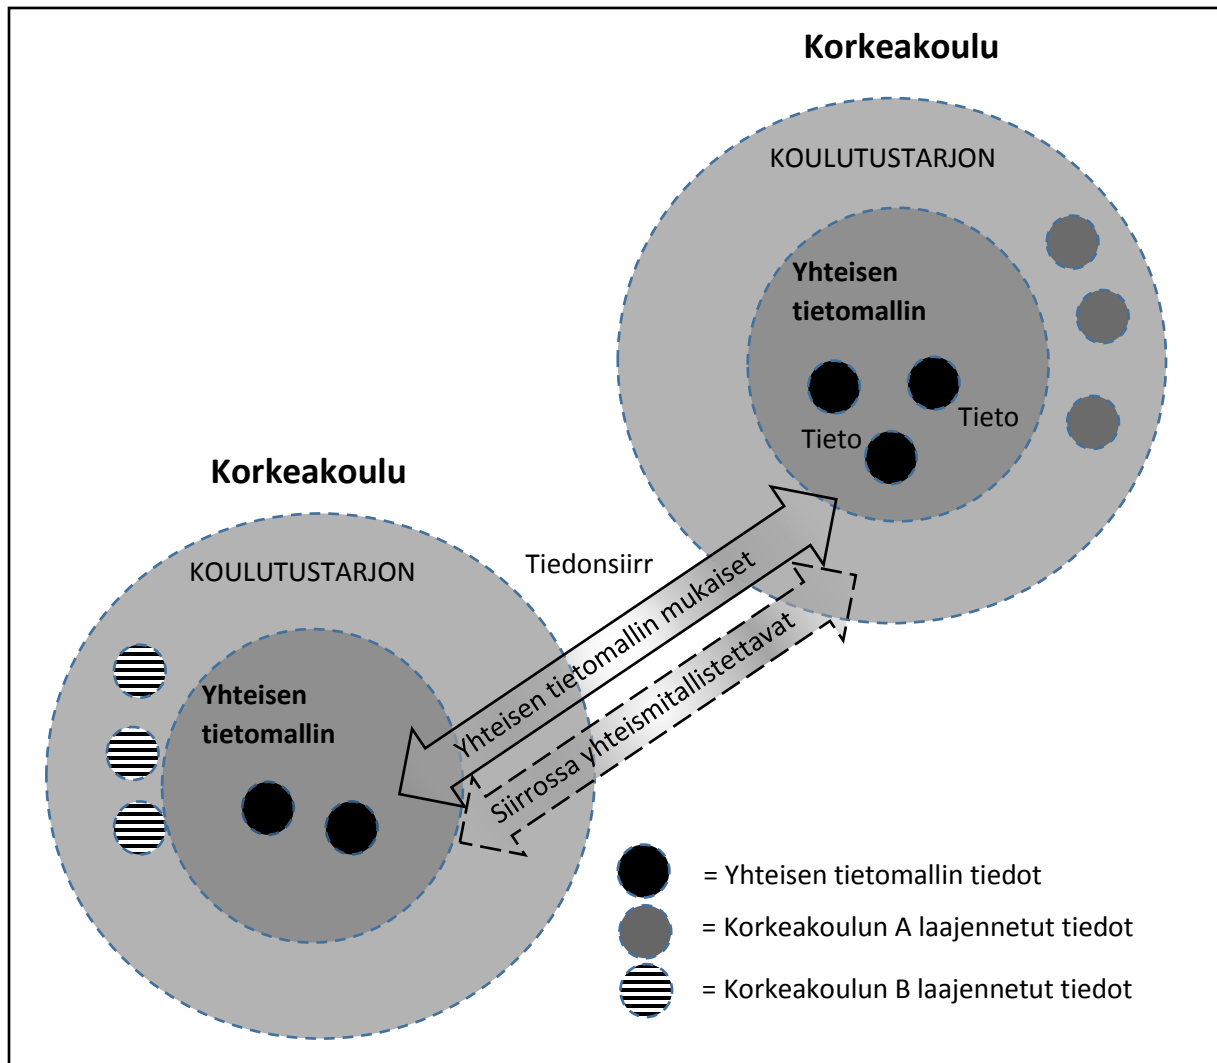 Korkeakoulu
KOULUTUSTARJON
Yhteisen
tietomallin
Tieto
Tieto
Korkeakoulu
KOULUTUSTARJON
Tiedonsiirr
Yhteisen tietomallin mukaiset
Siirrossa yhteismitallistettavat
Yhteisen
tietomallin
= Yhteisen tietomallin tiedot
= Korkeakoulun A laajennetut tiedot
= Korkeakoulun B laajennetut tiedot